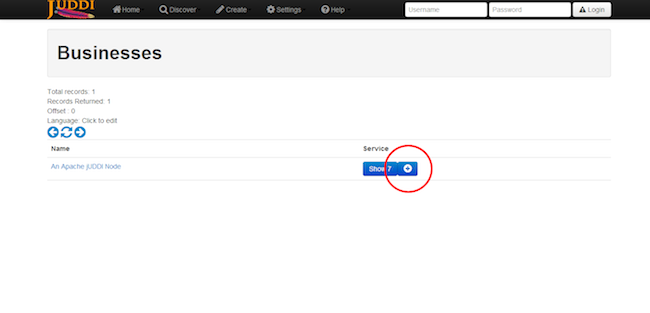 jUDDI Home Discover Create Settings Help Username Password Login
Businesses
Total records: 1
Records Returned: 1
Offset : 0
Language: Click to edit
Name Service
An Apache jUDDI Node Show 7